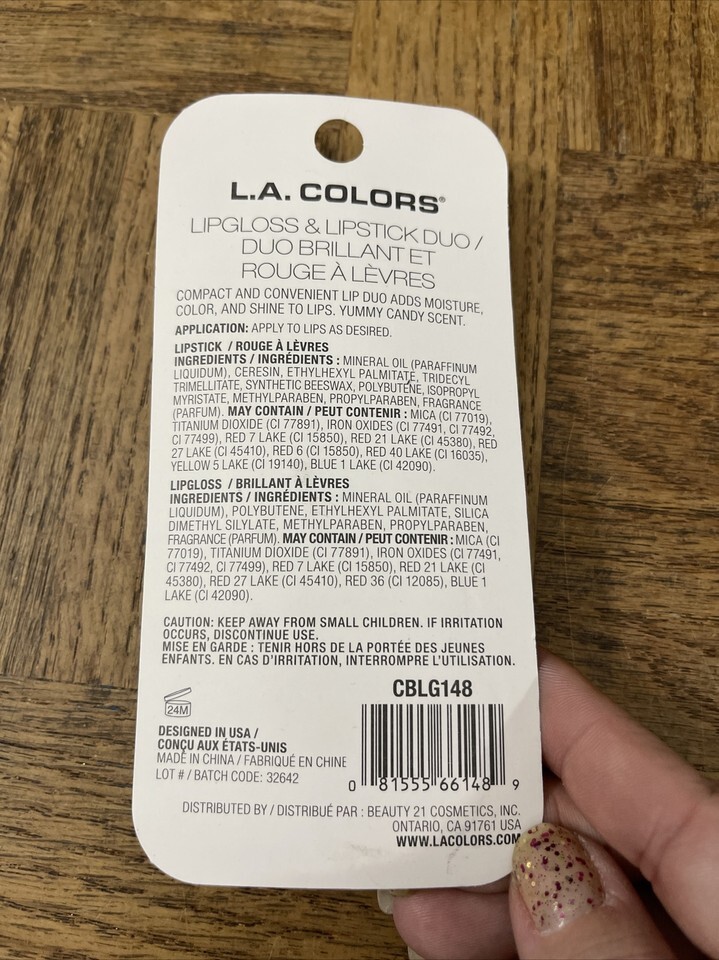 L.A. COLORS®
LIPGLOSS & LIPSTICK DUO /
DUO BRILLANT ET
ROUGE À LÈVRES
COMPACT AND CONVENIENT LIP DUO ADDS MOISTURE,
COLOR, AND SHINE TO LIPS. YUMMY CANDY SCENT.
APPLICATION: APPLY TO LIPS AS DESIRED.
LIPSTICK / ROUGE À LÈVRES
INGREDIENTS / INGRÉDIENTS : MINERAL OIL (PARAFFINUM
LIQUIDUM), CERESIN, ETHYLHEXYL PALMITATE, TRIDECYL
TRIMELLITATE, SYNTHETIC BEESWAX, POLYBUTENE, ISOPROPYL
MYRISTATE, METHYLPARABEN, PROPYLPARABEN, FRAGRANCE
(PARFUM). MAY CONTAIN / PEUT CONTENIR : MICA (CI 77019),
TITANIUM DIOXIDE (CI 77891), IRON OXIDES (CI 77491, CI 77492,
CI 77499), RED 7 LAKE (CI 15850), RED 21 LAKE (CI 45380), RED
27 LAKE (CI 45410), RED 6 (CI 15850), RED 40 LAKE (CI 16035),
YELLOW 5 LAKE (CI 19140), BLUE 1 LAKE (CI 42090).
LIPGLOSS / BRILLANT À LÈVRES
INGREDIENTS / INGRÉDIENTS : MINERAL OIL (PARAFFINUM
LIQUIDUM), POLYBUTENE, ETHYLHEXYL PALMITATE, SILICA
DIMETHYL SILYLATE, METHYLPARABEN, PROPYLPARABEN,
FRAGRANCE (PARFUM). MAY CONTAIN / PEUT CONTENIR : MICA (CI
77019), TITANIUM DIOXIDE (CI 77891), IRON OXIDES (CI 77491,
CI 77492, CI 77499), RED 7 LAKE (CI 15850), RED 21 LAKE (CI
45380), RED 27 LAKE (CI 45410), RED 36 (CI 12085), BLUE 1
LAKE (CI 42090).
CAUTION: KEEP AWAY FROM SMALL CHILDREN. IF IRRITATION
OCCURS, DISCONTINUE USE.
MISE EN GARDE : TENIR HORS DE LA PORTÉE DES JEUNES
ENFANTS. EN CAS D'IRRITATION, INTERROMPRE L'UTILISATION.
CBLG148
24M
DESIGNED IN USA /
CONÇU AUX ÉTATS-UNIS
MADE IN CHINA / FABRIQUÉ EN CHINE
LOT # / BATCH CODE: 32642
0 81555 66148 9
DISTRIBUTED BY / DISTRIBUÉ PAR : BEAUTY 21 COSMETICS, INC.
ONTARIO, CA 91761 USA
WWW.LACOLORS.COM